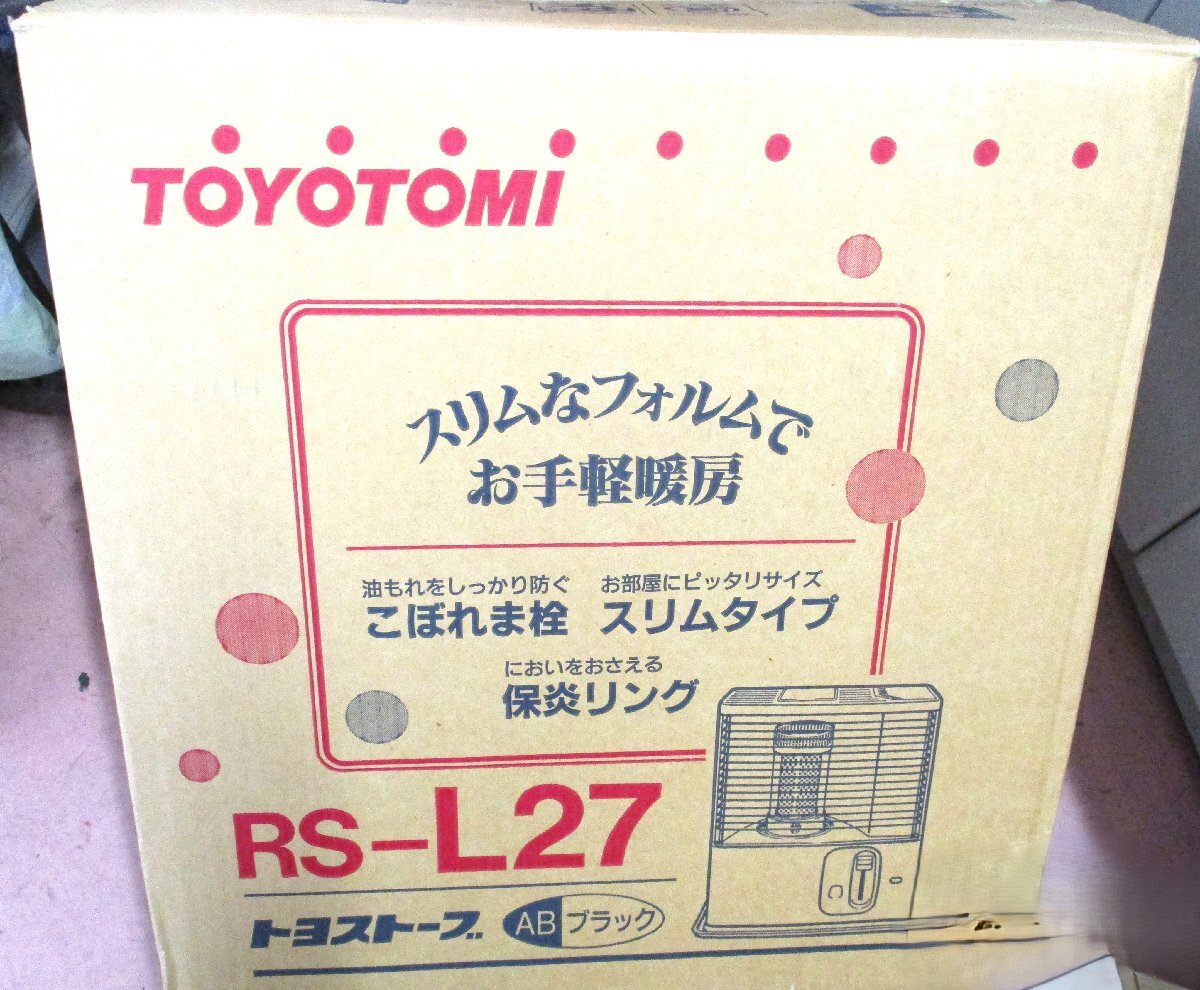 TOYOTOMI
スリムなフォルムで
お手軽暖房
油もれをしっかり防ぐ
こぼれま栓
お部屋にピッタリサイズ
スリムタイプ
においをおさえる
保炎リング
RS-L27
トヨストーブ
AB ブラック